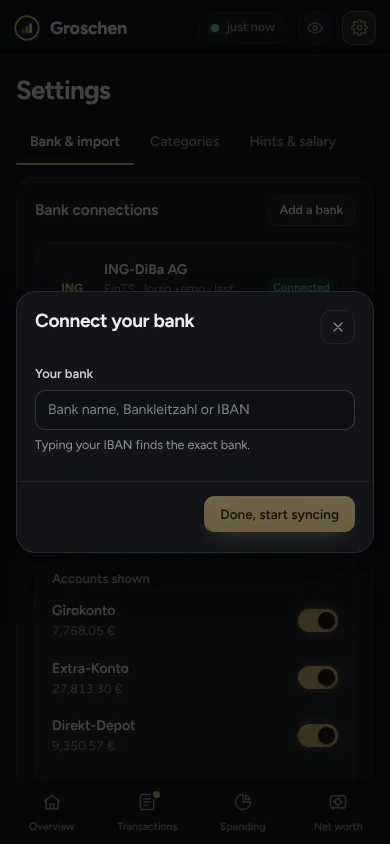 Groschen
just now
Settings
Bank & import
Categories
Hints & salary
Bank connections
Add a bank
ING-DiBa AG
ING
FinTS · login
last
Connected
Connect your bank
Your bank
Bank name, Bankleitzahl or IBAN
Typing your IBAN finds the exact bank.
Done, start syncing
Accounts shown
Girokonto
7,768.05 €
Extra-Konto
27,813.30 €
Direkt-Depot
9,350.57 €
Overview
Transactions
Spending
Net worth